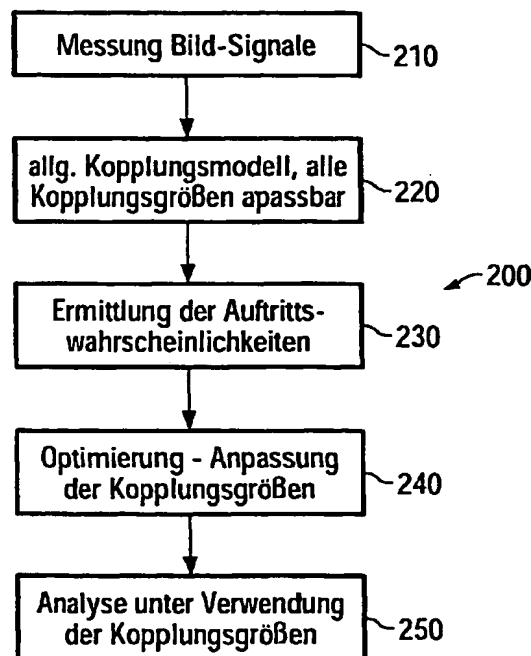 Messung Bild-Signale
210
allg. Kopplungsmodell, alle
Kopplungsgrößen apassbar
220
200
Ermittlung der Auftritts-
wahrscheinlichkeiten
230
Optimierung - Anpassung
der Kopplungsgrößen
240
Analyse unter Verwendung
der Kopplungsgrößen
250